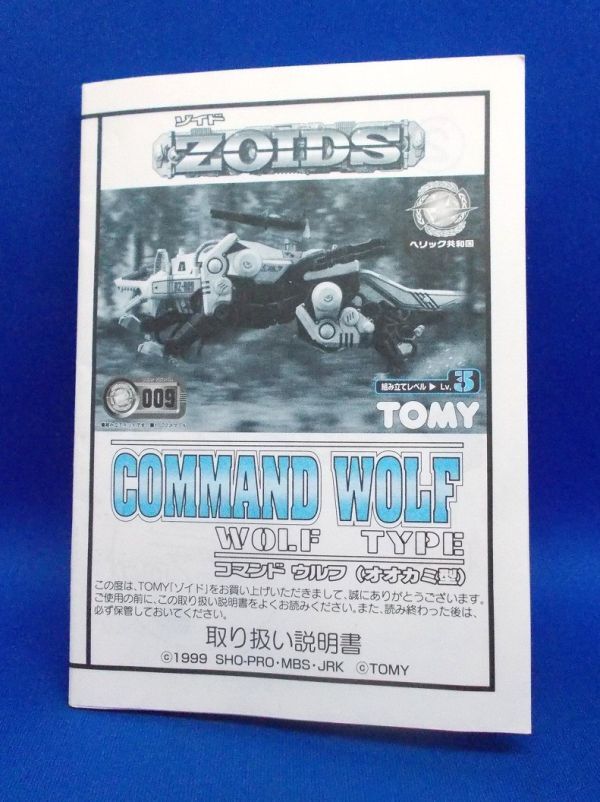 ゾイド
ZOIDS
ヘリック共和国
RZ-009
009
組み立てレベル ▶ Lv. 3
TOMY
COMMAND WOLF
WOLF TYPE
コマンド ウルフ (オオカミ型)
この度は、TOMY「ゾイド」をお買い上げいただきまして、誠にありがとうございます。
ご使用の前に、この取り扱い説明書をよくお読みください。また、読み終わった後は、
必ず保管しておいてください。
取り扱い説明書
©1999 SHO-PRO・MBS・JRK ©TOMY